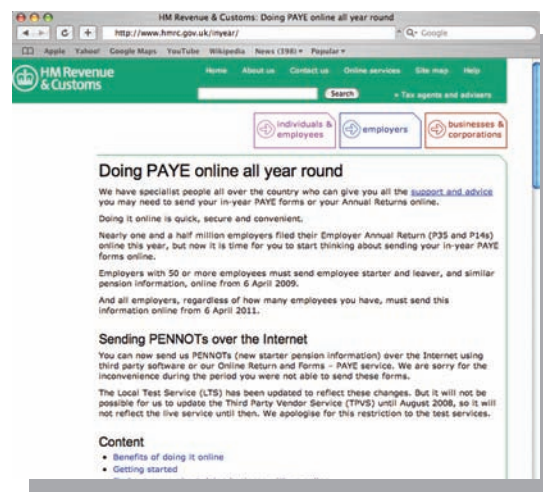 HM Revenue & Customs: Doing PAYE online all year round
http://www.hmrc.gov.uk/inyear/
Google
Apple Yahoo! Google Maps YouTube Wikipedia News (398) Popular
HM Revenue
& Customs
Home About us Contact us Online services Site map Help
Search
Tax agents and advisers
individuals &
employees
employers
businesses &
corporations
Doing PAYE online all year round
We have specialist people all over the country who can give you all the support and advice
you may need to send your in-year PAYE forms or your Annual Returns online.
Doing it online is quick, secure and convenient.
Nearly one and a half million employers filed their Employer Annual Return (P35 and P14s)
online this year, but now it is time for you to start thinking about sending your in-year PAYE
forms online.
Employers with 50 or more employees must send employee starter and leaver, and similar
pension information, online from 6 April 2009.
And all employers, regardless of how many employees you have, must send this
information online from 6 April 2011.
Sending PENNOTs over the Internet
You can now send us PENNOTs (new starter pension information) over the Internet using
third party software or our Online Return and Forms – PAYE service. We are sorry for the
inconvenience during the period you were not able to send these forms.
The Local Test Service (LTS) has been updated to reflect these changes. But it will not be
possible for us to update the Third Party Vendor Service (TPVS) until August 2008, so it will
not reflect the live service until then. We apologise for this restriction to the test services.
Content
• Benefits of doing it online
• Getting started